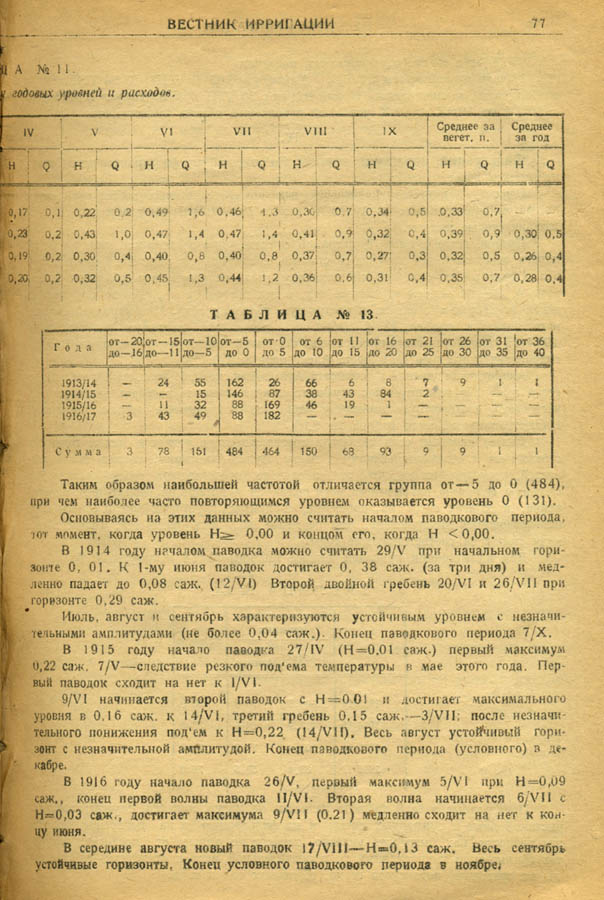 ВЕСТНИК ИРРИГАЦИИ 77
А № 11.
годовых уровней и расходов.
IV V VI VII VIII IX Среднее за вегет. п. Среднее за год
H Q H Q H Q H Q H Q H Q H Q H Q
0,17 0,1 0,22 0,2 0,49 1,6 0,46 1,3 0,30 0,7 0,34 0,5 0,33 0,7 — —
0,23 0,2 0,43 1,0 0,47 1,4 0,47 1,4 0,41 0,9 0,32 0,4 0,39 0,9 0,30 0,5
0,19 0,2 0,30 0,4 0,40 0,8 0,40 0,8 0,37 0,7 0,27 0,3 0,32 0,5 0,26 0,4
0,20 0,2 0,32 0,5 0,45 1,3 0,44 1,2 0,36 0,6 0,31 0,4 0,35 0,7 0,28 0,4
ТАБЛИЦА № 13.
Года от—20 до—16 от—15 до—11 от—10 до—5 от—5 до 0 от 0 до 5 от 6 до 10 от 11 до 15 от 16 до 20 от 21 до 25 от 26 до 30 от 31 до 35 от 36 до 40
1913/14 — 24 55 162 26 66 6 8 7 9 1 1
1914/15 — — 15 146 87 38 43 84 2 — — —
1915/16 — 11 32 88 169 46 19 1 — — — —
1916/17 3 43 49 88 182 — — — — — — —
Сумма 3 78 151 484 464 150 68 93 9 9 1 1
Таким образом наибольшей частотой отличается группа от—5 до 0 (484),
при чем наиболее часто повторяющимся уровнем оказывается уровень 0 (131).
Основываясь на этих данных можно считать началом паводкового периода,
тот момент, когда уровень H≥ 0,00 и концом его, когда H <0,00.
В 1914 году началом паводка можно считать 29/V при начальном гори-
зонте 0, 01. К 1-му июня паводок достигает 0, 38 саж. (за три дня) и мед-
ленно падает до 0,08 саж. (12/VI) Второй двойной гребень 20/VI и 26/VII при
горизонте 0,29 саж.
Июль, август и сентябрь характеризуются устойчивым уровнем с незначи-
тельными амплитудами (не более 0,04 саж.). Конец паводкового периода 7/X.
В 1915 году начало паводка 27/IV (H=0,01 саж.) первый максимум
0,22 саж. 7/V—следствие резкого под'ема температуры в мае этого года. Пер-
вый паводок сходит на нет к 1/VI.
9/VI начинается второй паводок с H=0 01 и достигает максимального
уровня в 0.16 саж. к 14/VI, третий гребень 0,15 саж.—3/VII; после незначи-
тельного понижения под'ем к H=0,22 (14/VII). Весь август устойчивый гори-
зонт с незначительной амплитудой. Конец паводкового периода (условного) в де-
кабре.
В 1916 году начало паводка 26/V, первый максимум 5/VI при H=0,09
саж., конец первой волны паводка 11/VI. Вторая волна начинается 6/VII с
H=0,03 саж., достигает максимума 9/VII (0.21) медленно сходит на нет к кон-
цу июня.
В середине августа новый паводок 17/VIII—H=0,13 саж. Весь сентябрь
устойчивые горизонты. Конец условного паводкового периода в ноябре.